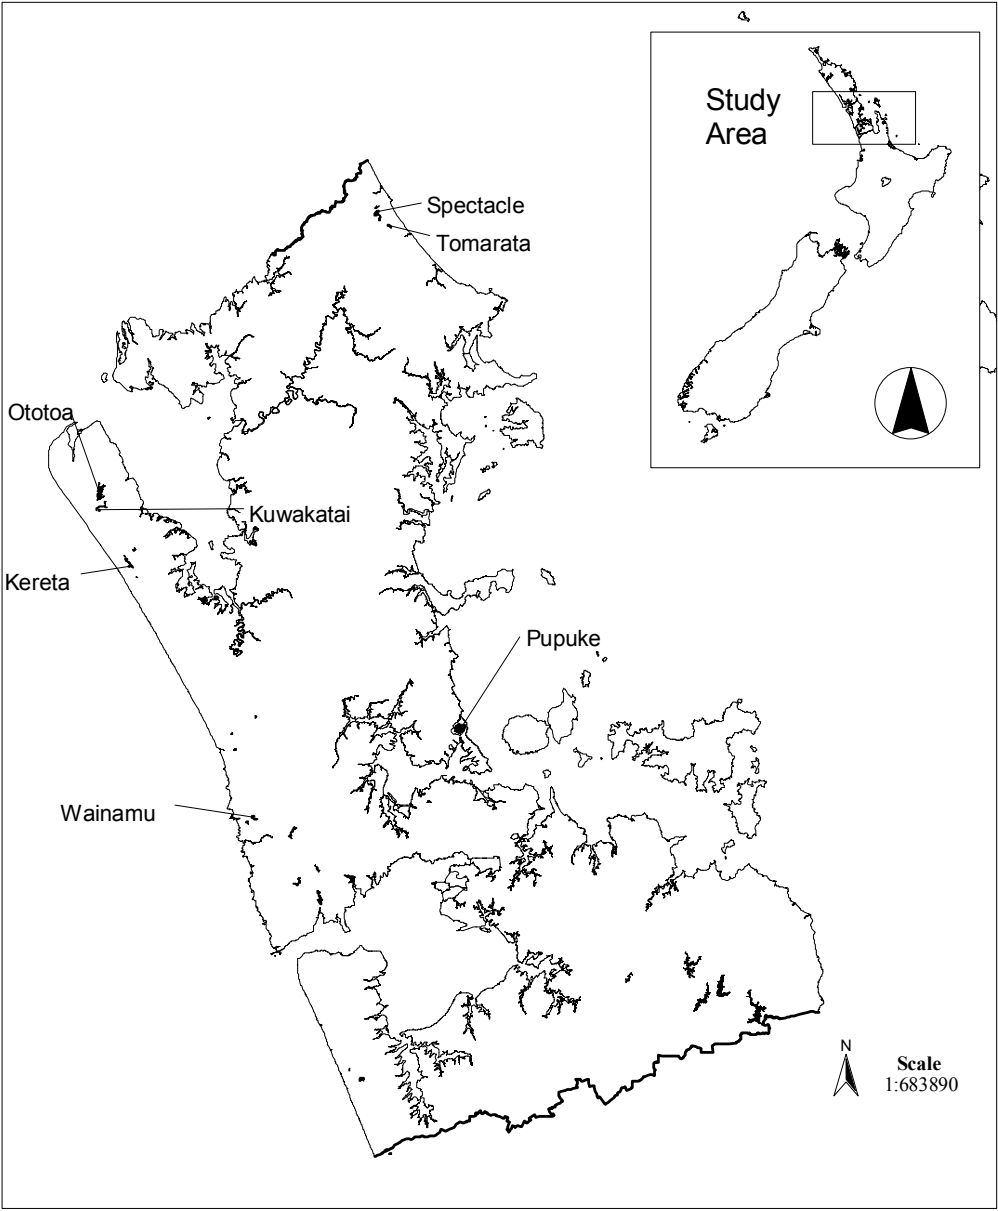 Study
Area
Spectacle
Tomarata
Ototoa
Kuwakatai
Kereta
Pupuke
Wainamu
N
Scale
1:683890